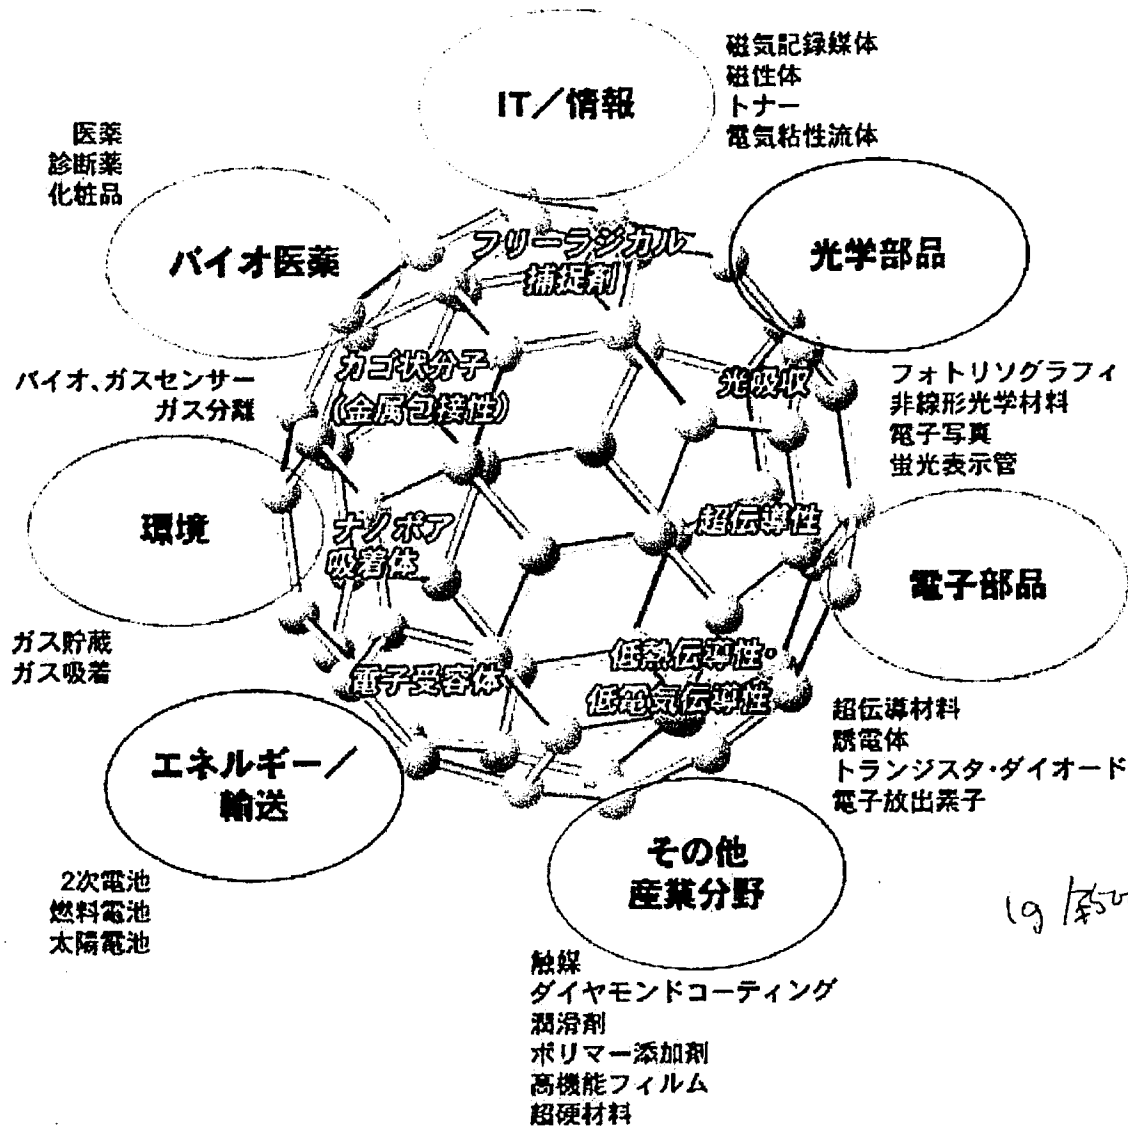 IT／情報
磁気記録媒体
磁性体
トナー
電気粘性流体
医薬
診断薬
化粧品
バイオ医薬
フリーラジカル
捕捉剤
光学部品
カゴ状分子
(金属包接性)
光吸収
バイオ、ガスセンサー
ガス分離
フォトリソグラフィ
非線形光学材料
電子写真
蛍光表示管
環境
ナノポア
吸着体
超伝導性
電子部品
ガス貯蔵
ガス吸着
電子受容体
低熱伝導性・
低電気伝導性
超伝導材料
誘電体
トランジスタ・ダイオード
電子放出素子
エネルギー／
輸送
その他
産業分野
2次電池
燃料電池
太陽電池
触媒
ダイヤモンドコーティング
潤滑剤
ポリマー添加剤
高機能フィルム
超硬材料